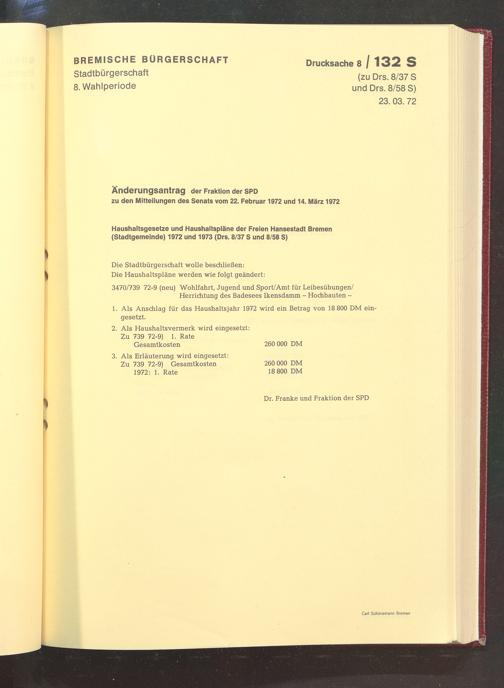 BREMISCHE BÜRGERSCHAFT
Stadtbürgerschaft
8. Wahlperiode
Drucksache 8 / 132 S
(zu Drs. 8/37 S
und Drs. 8/58 S)
23. 03. 72
Änderungsantrag der Fraktion der SPD
zu den Mitteilungen des Senats vom 22. Februar 1972 und 14. März 1972
Haushaltsgesetze und Haushaltspläne der Freien Hansestadt Bremen
(Stadtgemeinde) 1972 und 1973 (Drs. 8/37 S und 8/58 S)
Die Stadtbürgerschaft wolle beschließen:
Die Haushaltspläne werden wie folgt geändert:
3470/739 72-9 (neu) Wohlfahrt, Jugend und Sport/Amt für Leibesübungen/
Herrichtung des Badesees Ikensdamm – Hochbauten –
1. Als Anschlag für das Haushaltsjahr 1972 wird ein Betrag von 18 800 DM ein-
gesetzt.
2. Als Haushaltsvermerk wird eingesetzt:
Zu 739 72-9) 1. Rate
Gesamtkosten 260 000 DM
3. Als Erläuterung wird eingesetzt:
Zu 739 72-9) Gesamtkosten 260 000 DM
1972: 1. Rate 18 800 DM
Dr. Franke und Fraktion der SPD
Carl Schünemann Bremen